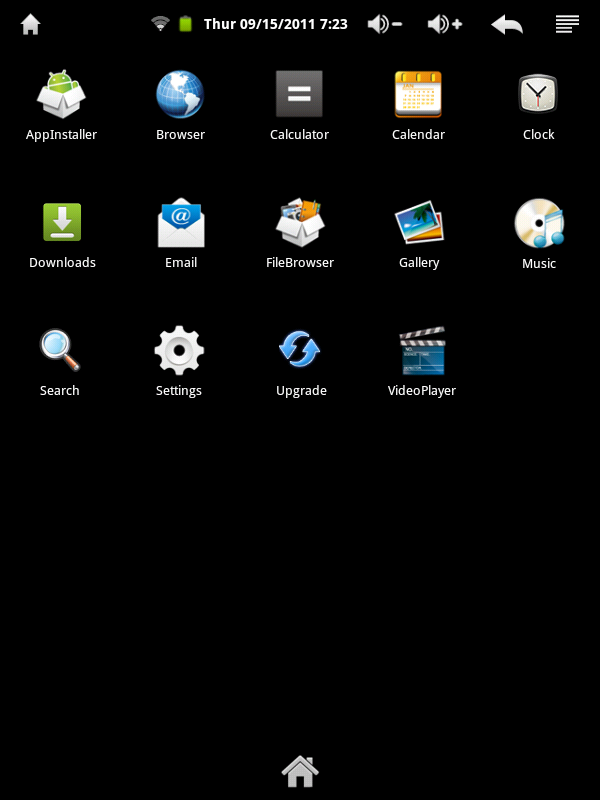 Thur 09/15/2011 7:23
AppInstaller Browser Calculator Calendar Clock
Downloads Email FileBrowser Gallery Music
Search Settings Upgrade VideoPlayer